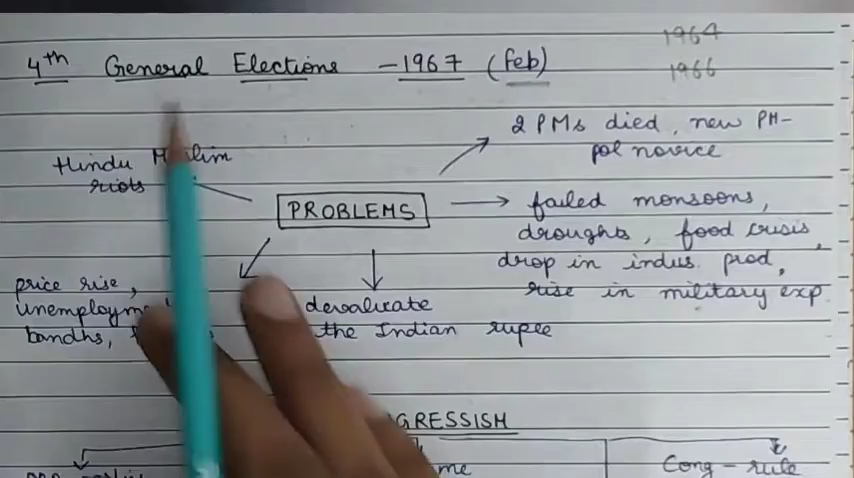 1964
4th General Elections - 1967 (feb)
1966
2 PMs died, new PM-
pol novice
Hindu
riots
PROBLEMS
failed monsoons,
droughts, food crisis,
drop in indus. prod,
rise in military exp.
price rise,
bandhs,
devaluate
the Indian rupee
Cong - rule